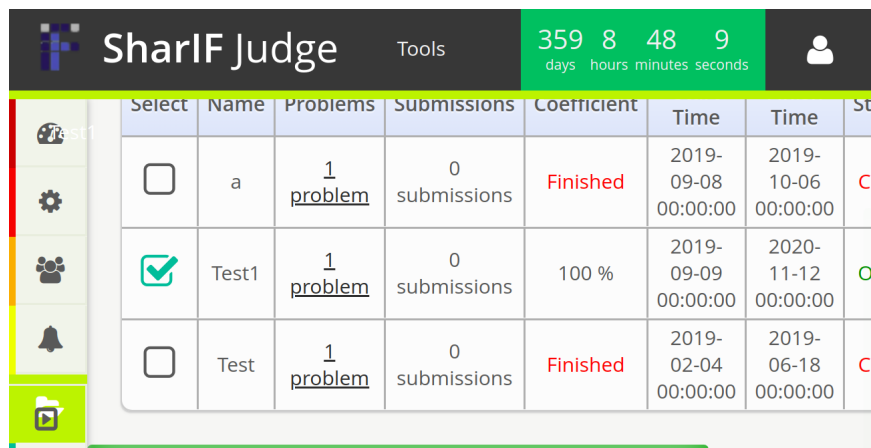 SharIF Judge
Tools
359 8 48 9
days hours minutes seconds
Test1
Select Name Problems Submissions Coefficient
Time Time
a
1 problem
0 submissions
Finished
2019-09-08 00:00:00
2019-10-06 00:00:00
Test1
1 problem
0 submissions
100 %
2019-09-09 00:00:00
2020-11-12 00:00:00
Test
1 problem
0 submissions
Finished
2019-02-04 00:00:00
2019-06-18 00:00:00